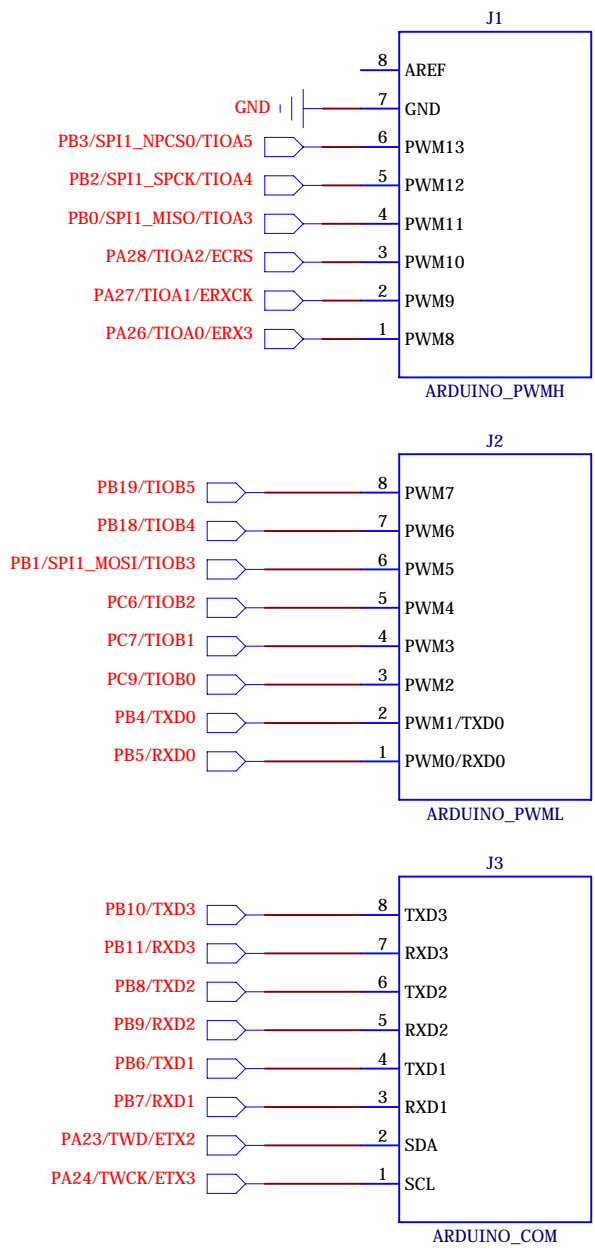 J1
8 AREF
GND 7 GND
PB3/SPI1_NPCS0/TIOA5 6 PWM13
PB2/SPI1_SPCK/TIOA4 5 PWM12
PB0/SPI1_MISO/TIOA3 4 PWM11
PA28/TIOA2/ECRS 3 PWM10
PA27/TIOA1/ERXCK 2 PWM9
PA26/TIOA0/ERX3 1 PWM8
ARDUINO_PWMH
J2
PB19/TIOB5 8 PWM7
PB18/TIOB4 7 PWM6
PB1/SPI1_MOSI/TIOB3 6 PWM5
PC6/TIOB2 5 PWM4
PC7/TIOB1 4 PWM3
PC9/TIOB0 3 PWM2
PB4/TXD0 2 PWM1/TXD0
PB5/RXD0 1 PWM0/RXD0
ARDUINO_PWML
J3
PB10/TXD3 8 TXD3
PB11/RXD3 7 RXD3
PB8/TXD2 6 TXD2
PB9/RXD2 5 RXD2
PB6/TXD1 4 TXD1
PB7/RXD1 3 RXD1
PA23/TWD/ETX2 2 SDA
PA24/TWCK/ETX3 1 SCL
ARDUINO_COM